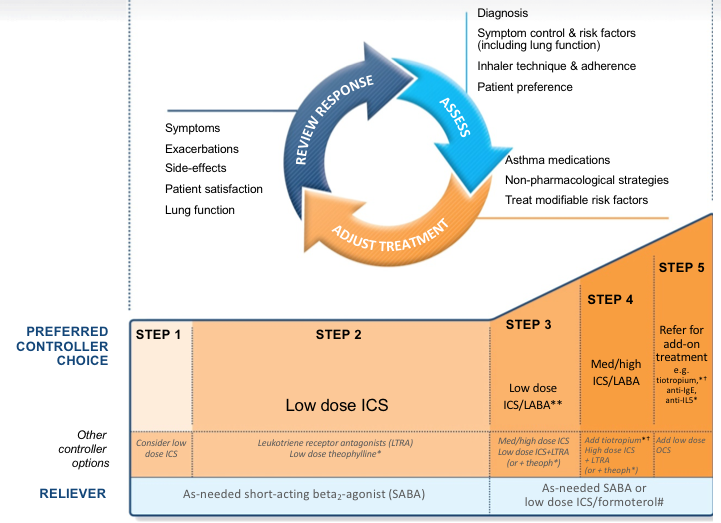 Diagnosis
Symptom control & risk factors
(including lung function)
Inhaler technique & adherence
Patient preference
REVIEW RESPONSE
ASSESS
ADJUST TREATMENT
Symptoms
Exacerbations
Side-effects
Patient satisfaction
Lung function
Asthma medications
Non-pharmacological strategies
Treat modifiable risk factors
PREFERRED
CONTROLLER
CHOICE
STEP 1
STEP 2
Low dose ICS
STEP 3
Low dose
ICS/LABA**
STEP 4
Med/high
ICS/LABA
STEP 5
Refer for
add-on
treatment
e.g.
tiotropium,*†
anti-IgE,
anti-IL5*
Other
controller
options
Consider low
dose ICS
Leukotriene receptor antagonists (LTRA)
Low dose theophylline*
Med/high dose ICS
Low dose ICS+LTRA
(or + theoph*)
Add tiotropium*†
High dose ICS
+ LTRA
(or + theoph*)
Add low dose
OCS
RELIEVER
As-needed short-acting beta₂-agonist (SABA)
As-needed SABA or
low dose ICS/formoterol#